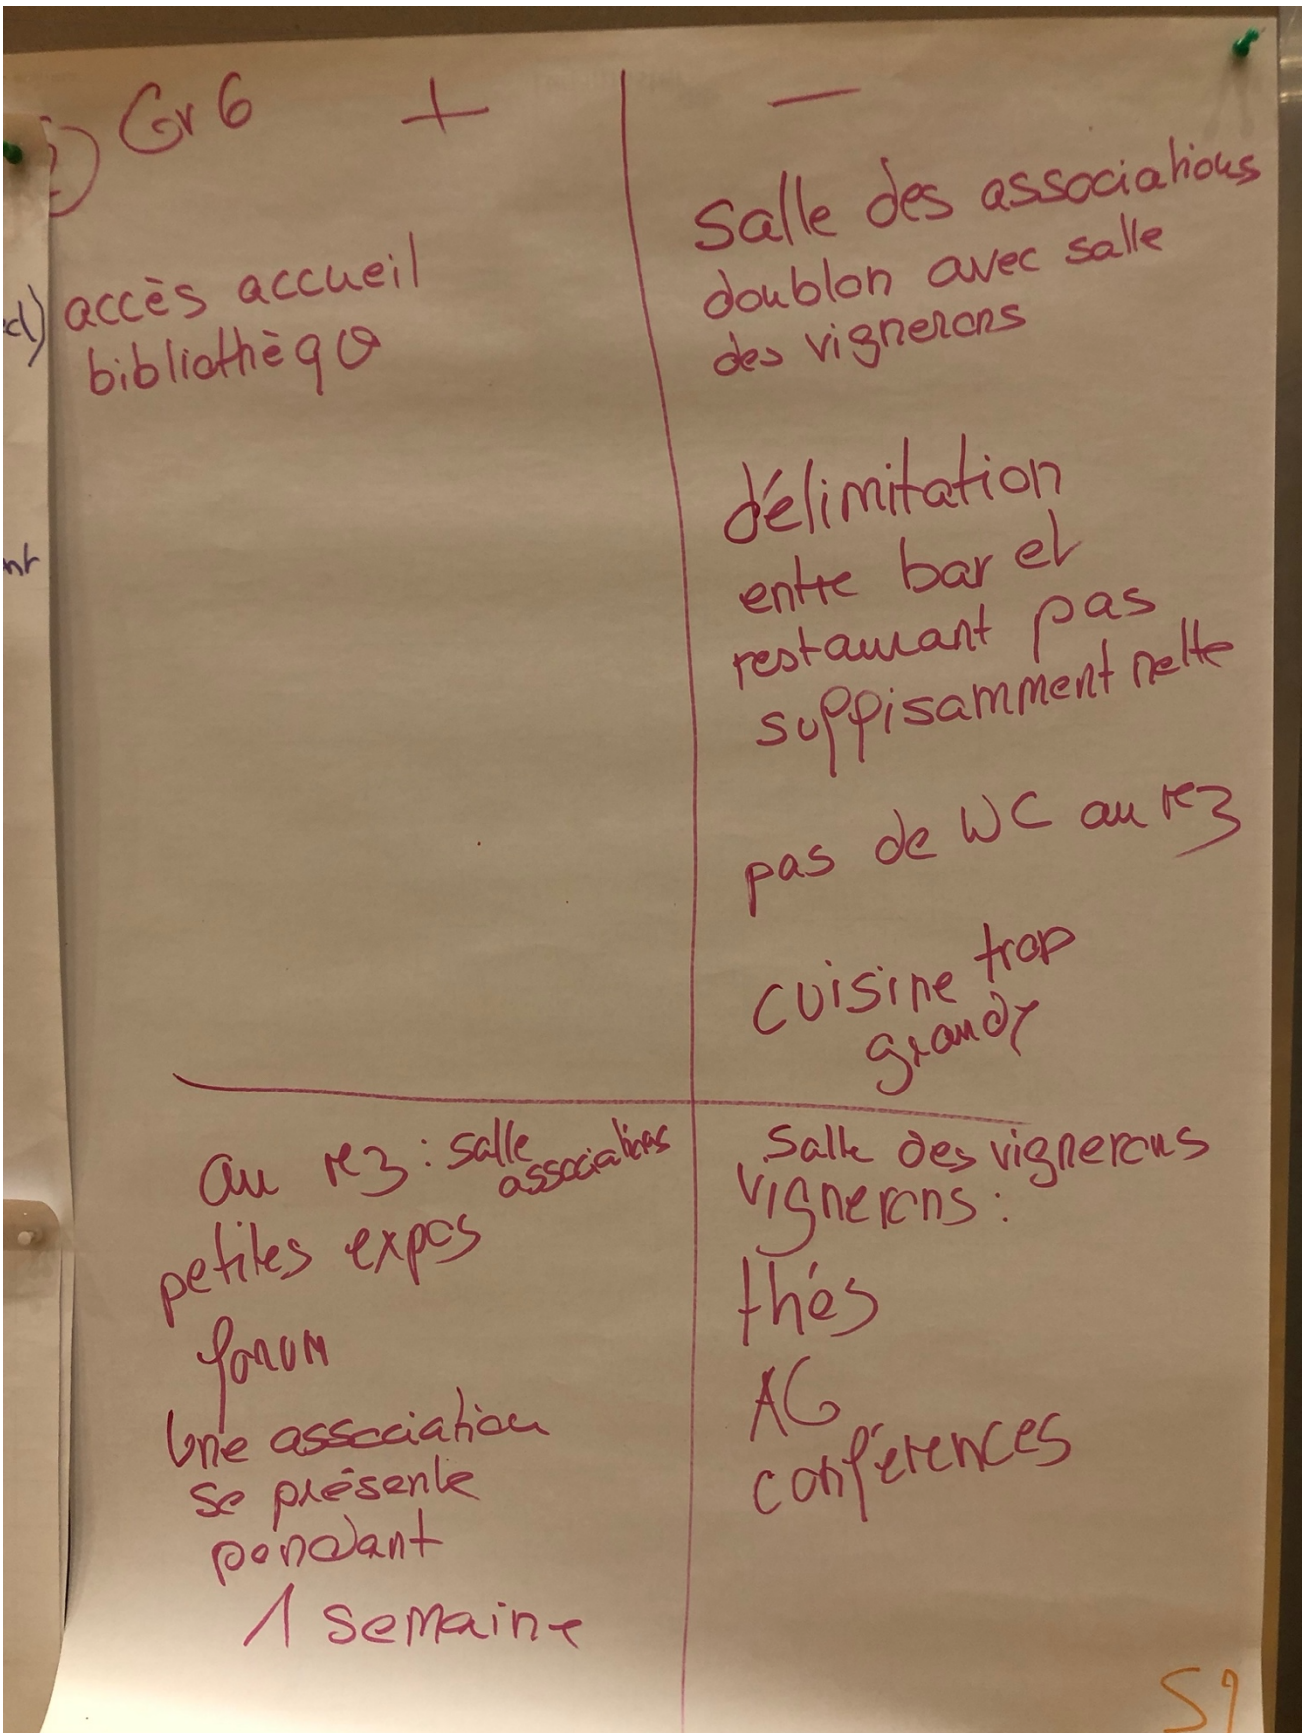 2) Gr 6 + −
accès accueil
bibliothèq
Salle des associations
doublon avec salle
des vignerons
délimitation
entre bar et
restaurant pas
suffisamment nette
pas de WC au rez
cuisine trop
grande
au rez : salle
associations
petites expos
forum
Une association
se présente
pendant
1 semaine
Salle des vignerons
vignerons :
thés
AG
conférences